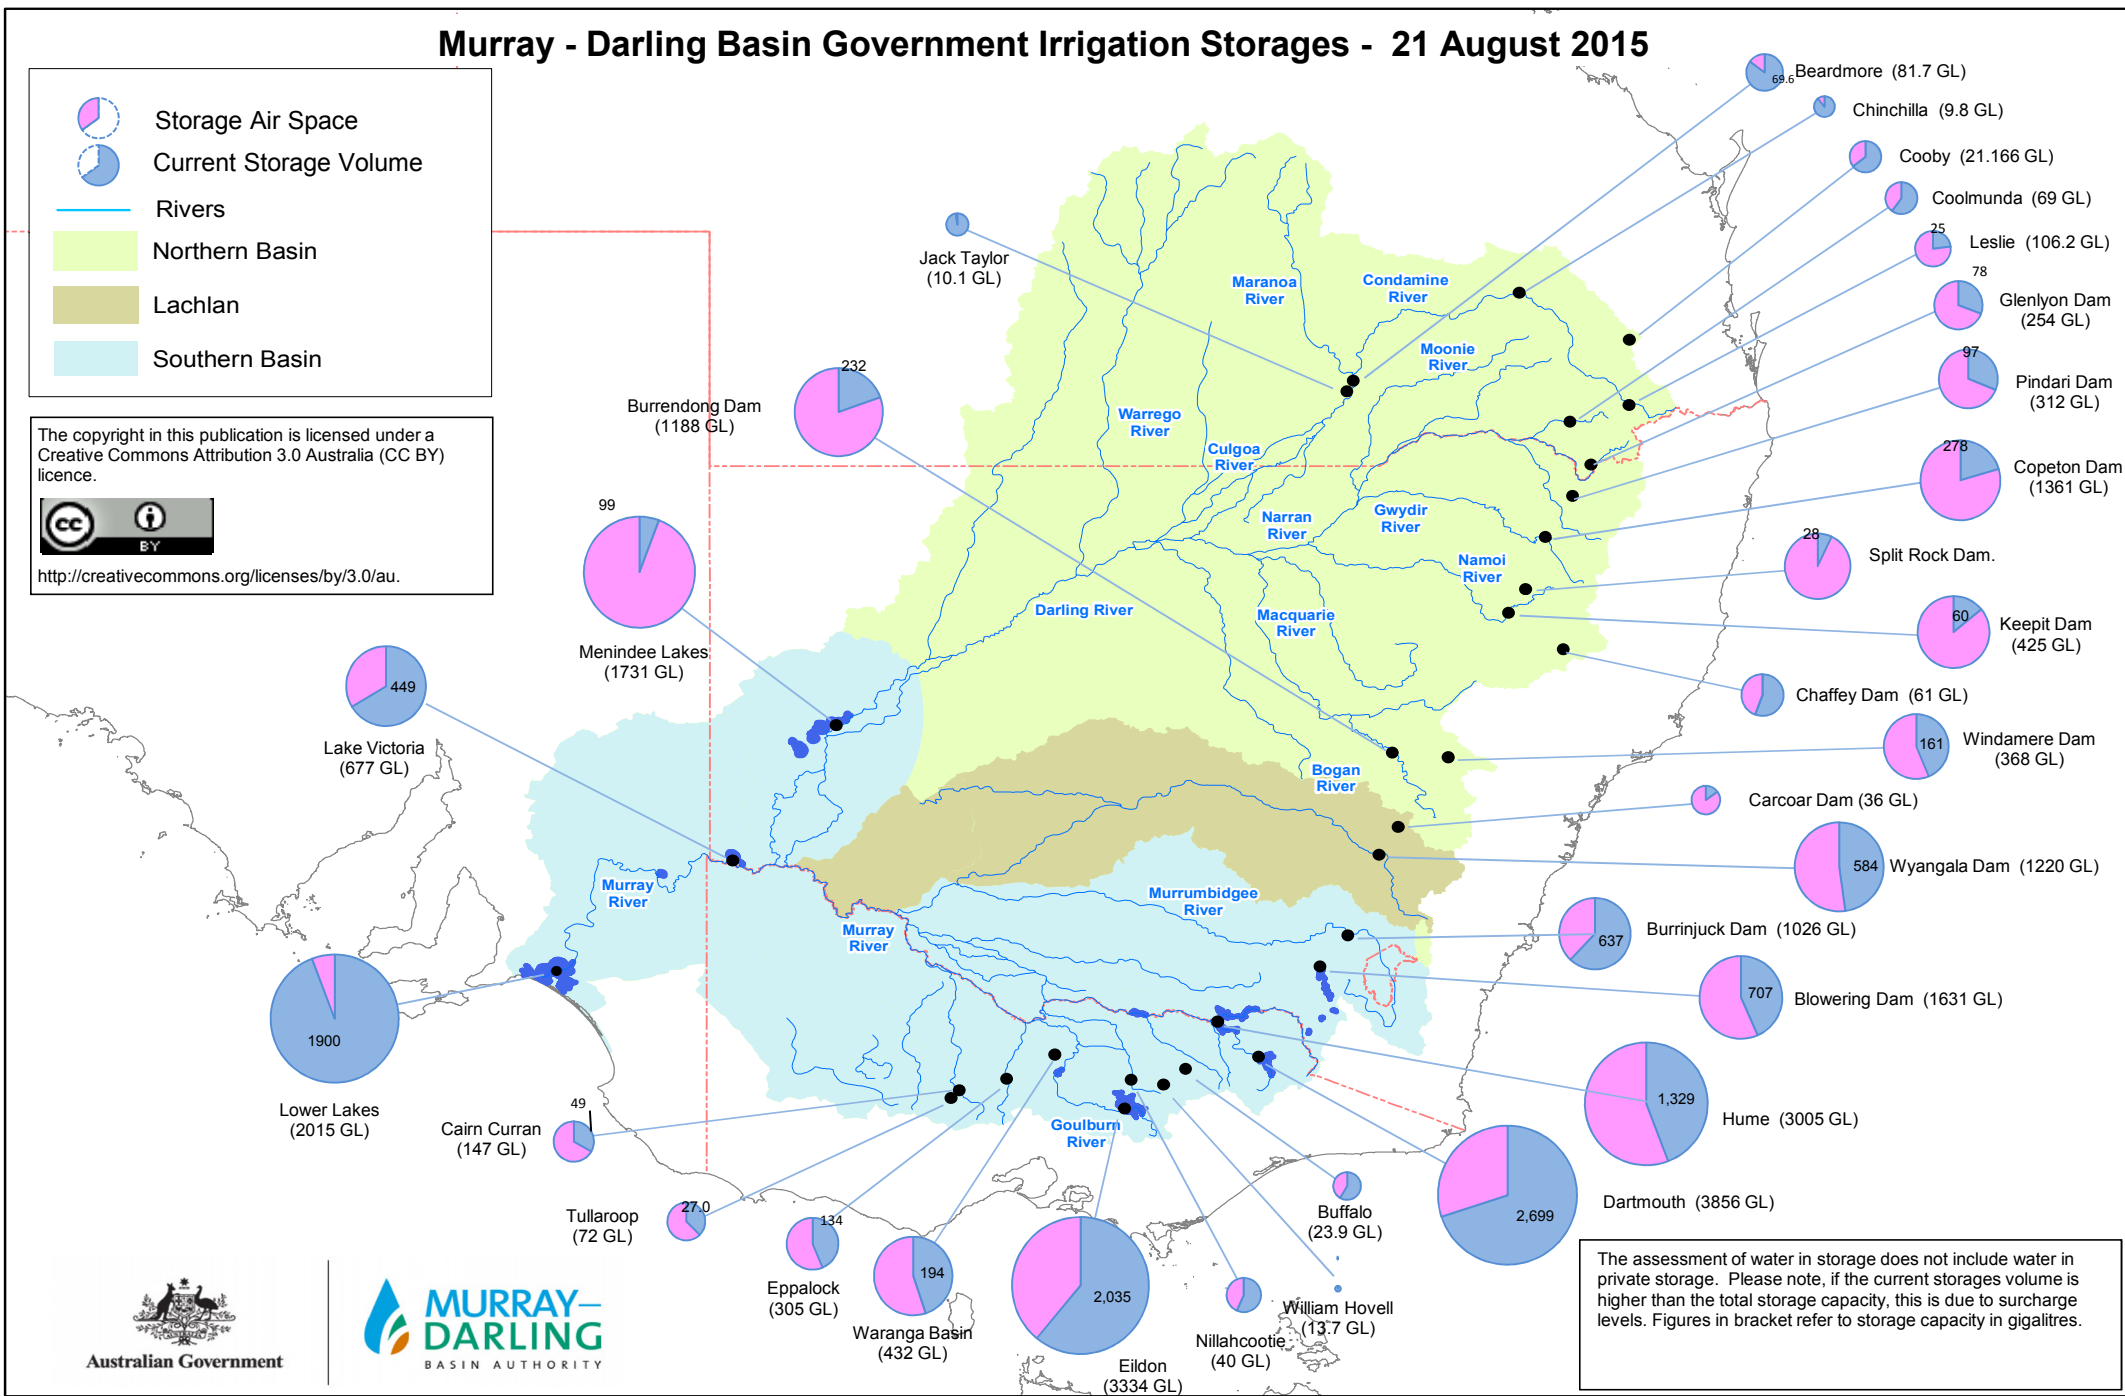 Murray - Darling Basin Government Irrigation Storages - 21 August 2015
Storage Air Space
Current Storage Volume
Rivers
Northern Basin
Lachlan
Southern Basin
The copyright in this publication is licensed under a
Creative Commons Attribution 3.0 Australia (CC BY)
licence.
cc
BY
http://creativecommons.org/licenses/by/3.0/au.
69.6
Beardmore (81.7 GL)
Chinchilla (9.8 GL)
Cooby (21.166 GL)
Coolmunda (69 GL)
25
Leslie (106.2 GL)
78
Glenlyon Dam
(254 GL)
97
Pindari Dam
(312 GL)
278
Copeton Dam
(1361 GL)
28
Split Rock Dam.
60
Keepit Dam
(425 GL)
Chaffey Dam (61 GL)
161
Windamere Dam
(368 GL)
Carcoar Dam (36 GL)
584
Wyangala Dam (1220 GL)
637
Burrinjuck Dam (1026 GL)
707
Blowering Dam (1631 GL)
1,329
Hume (3005 GL)
2,699
Dartmouth (3856 GL)
Jack Taylor
(10.1 GL)
232
Burrendong Dam
(1188 GL)
99
Menindee Lakes
(1731 GL)
449
Lake Victoria
(677 GL)
1900
Lower Lakes
(2015 GL)
49
Cairn Curran
(147 GL)
27.0
Tullaroop
(72 GL)
134
Eppalock
(305 GL)
194
Waranga Basin
(432 GL)
2,035
Eildon
(3334 GL)
Nillahcootie
(40 GL)
William Hovell
(13.7 GL)
Buffalo
(23.9 GL)
Maranoa
River
Condamine
River
Moonie
River
Warrego
River
Culgoa
River
Narran
River
Gwydir
River
Namoi
River
Darling River
Macquarie
River
Bogan
River
Murray
River
Murray
River
Murrumbidgee
River
Goulburn
River
The assessment of water in storage does not include water in
private storage. Please note, if the current storages volume is
higher than the total storage capacity, this is due to surcharge
levels. Figures in bracket refer to storage capacity in gigalitres.
Australian Government
MURRAY–
DARLING
BASIN AUTHORITY